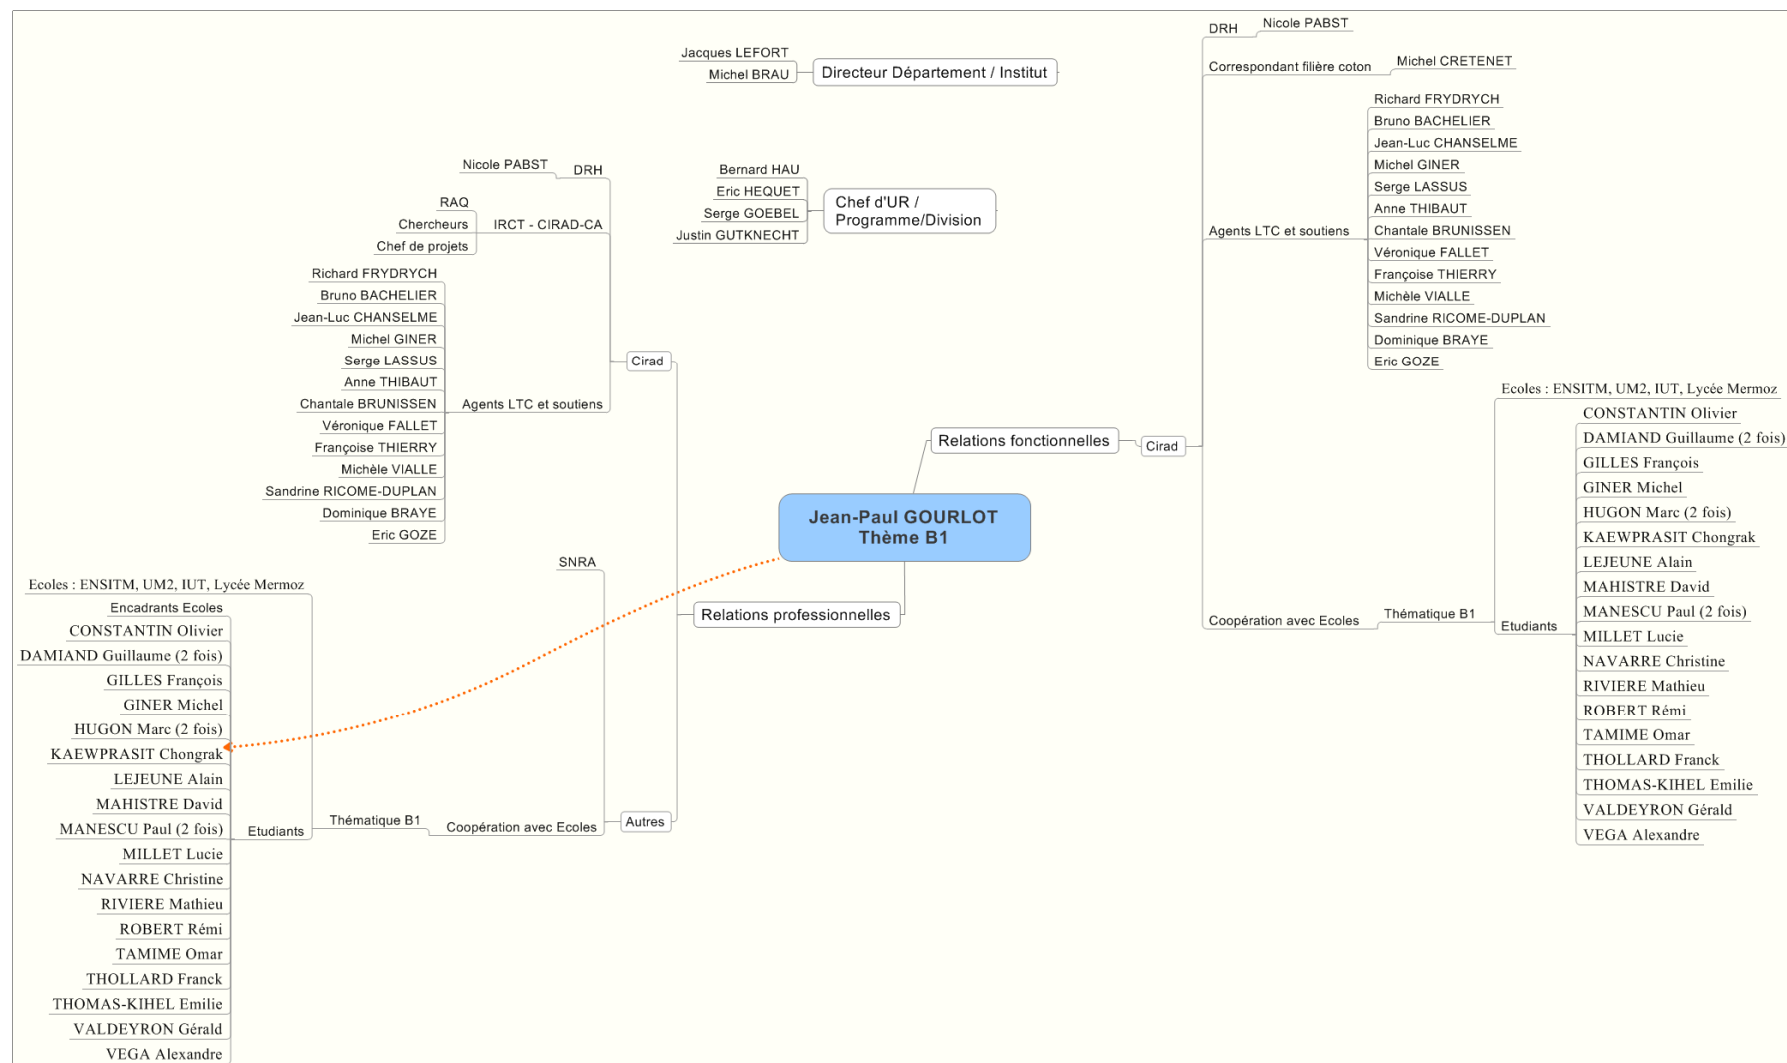 Jacques LEFORT
Michel BRAU
Directeur Département / Institut
Bernard HAU
Eric HEQUET
Serge GOEBEL
Justin GUTKNECHT
Chef d'UR /
Programme/Division
Nicole PABST
DRH
RAQ
Chercheurs
Chef de projets
IRCT - CIRAD-CA
Richard FRYDRYCH
Bruno BACHELIER
Jean-Luc CHANSELME
Michel GINER
Serge LASSUS
Anne THIBAUT
Chantale BRUNISSEN
Véronique FALLET
Françoise THIERRY
Michèle VIALLE
Sandrine RICOME-DUPLAN
Dominique BRAYE
Eric GOZE
Agents LTC et soutiens
Cirad
SNRA
Ecoles : ENSITM, UM2, IUT, Lycée Mermoz
Encadrants Ecoles
CONSTANTIN Olivier
DAMIAND Guillaume (2 fois)
GILLES François
GINER Michel
HUGON Marc (2 fois)
KAEWPRASIT Chongrak
LEJEUNE Alain
MAHISTRE David
MANESCU Paul (2 fois)
MILLET Lucie
NAVARRE Christine
RIVIERE Mathieu
ROBERT Rémi
TAMIME Omar
THOLLARD Franck
THOMAS-KIHEL Emilie
VALDEYRON Gérald
VEGA Alexandre
Etudiants
Thématique B1
Coopération avec Ecoles
Autres
Relations professionnelles
Jean-Paul GOURLOT
Thème B1
Relations fonctionnelles
Cirad
DRH
Nicole PABST
Correspondant filière coton
Michel CRETENET
Agents LTC et soutiens
Richard FRYDRYCH
Bruno BACHELIER
Jean-Luc CHANSELME
Michel GINER
Serge LASSUS
Anne THIBAUT
Chantale BRUNISSEN
Véronique FALLET
Françoise THIERRY
Michèle VIALLE
Sandrine RICOME-DUPLAN
Dominique BRAYE
Eric GOZE
Coopération avec Ecoles
Thématique B1
Ecoles : ENSITM, UM2, IUT, Lycée Mermoz
Etudiants
CONSTANTIN Olivier
DAMIAND Guillaume (2 fois)
GILLES François
GINER Michel
HUGON Marc (2 fois)
KAEWPRASIT Chongrak
LEJEUNE Alain
MAHISTRE David
MANESCU Paul (2 fois)
MILLET Lucie
NAVARRE Christine
RIVIERE Mathieu
ROBERT Rémi
TAMIME Omar
THOLLARD Franck
THOMAS-KIHEL Emilie
VALDEYRON Gérald
VEGA Alexandre